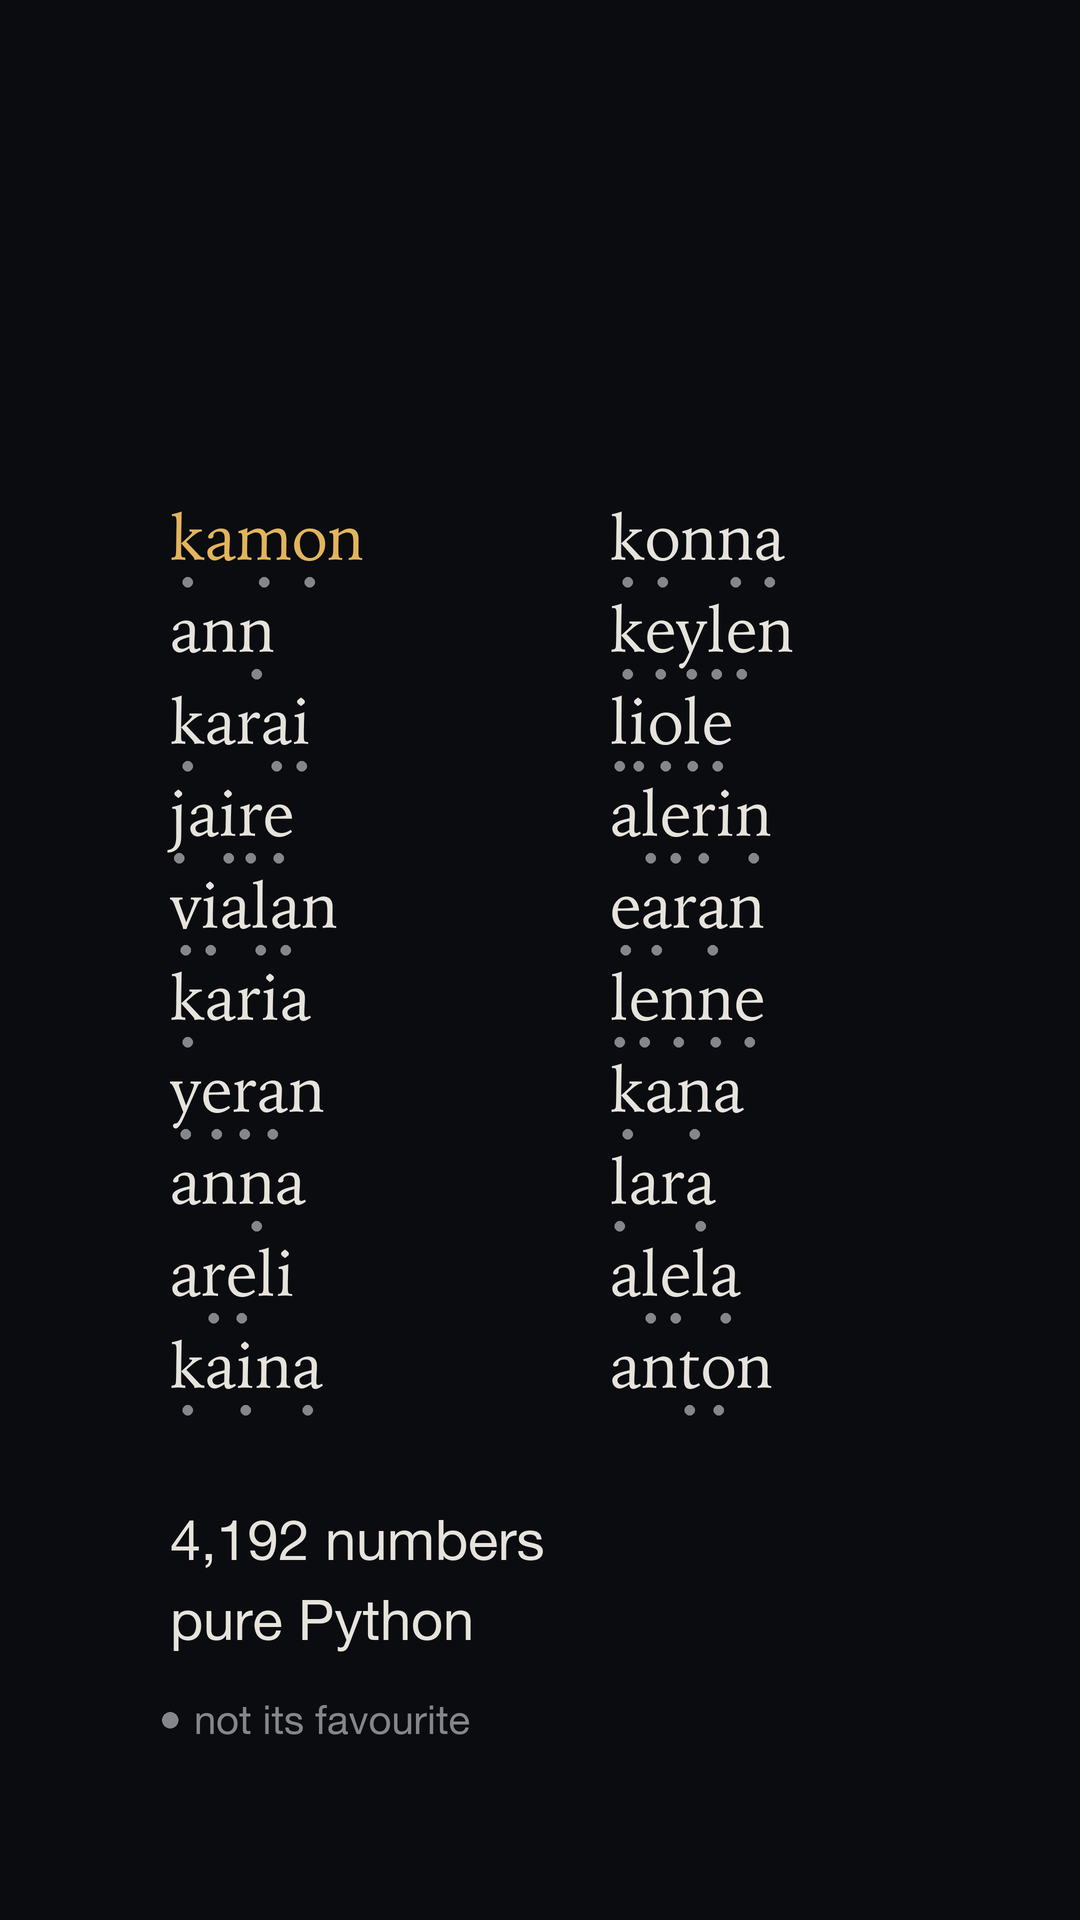 kamon
ann
karai
jaire
vialan
karia
yeran
anna
areli
kaina
konna
keylen
liole
alerin
earan
lenne
kana
lara
alela
anton
4,192 numbers
pure Python
• not its favourite